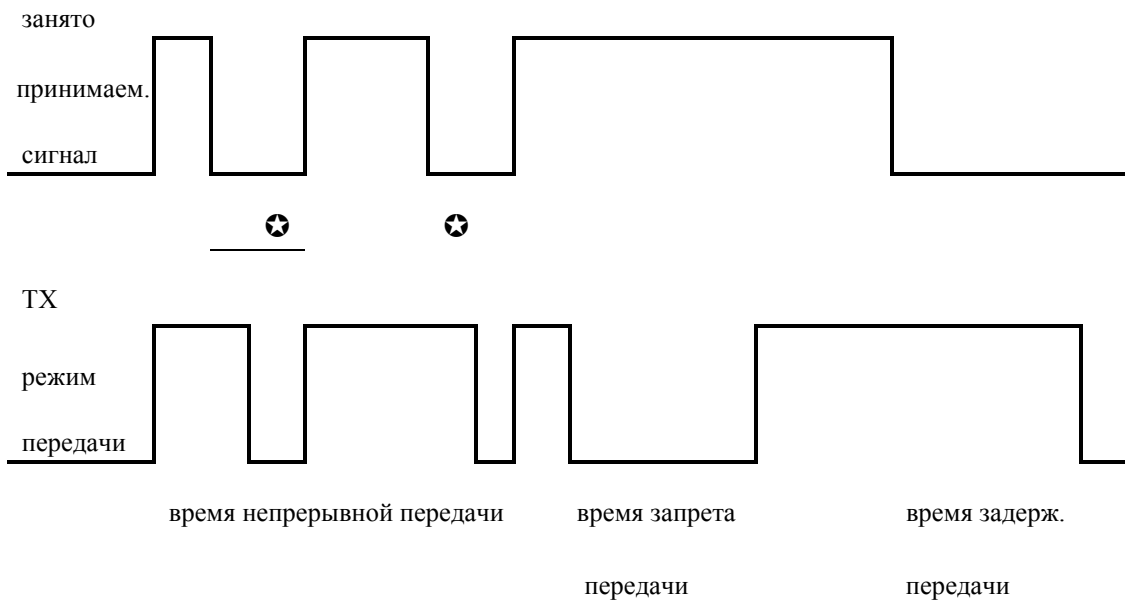 занято
принимаем.
сигнал
✪ ✪
TX
режим
передачи
время непрерывной передачи время запрета время задерж.
передачи передачи